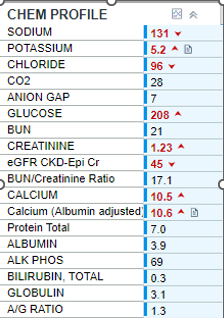 CHEM PROFILE
SODIUM 131
POTASSIUM 5.2
CHLORIDE 96
CO2 28
ANION GAP 7
GLUCOSE 208
BUN 21
CREATININE 1.23
eGFR CKD-Epi Cr 45
BUN/Creatinine Ratio 17.1
CALCIUM 10.5
Calcium (Albumin adjusted) 10.6
Protein Total 7.0
ALBUMIN 3.9
ALK PHOS 69
BILIRUBIN, TOTAL 0.3
GLOBULIN 3.1
A/G RATIO 1.3